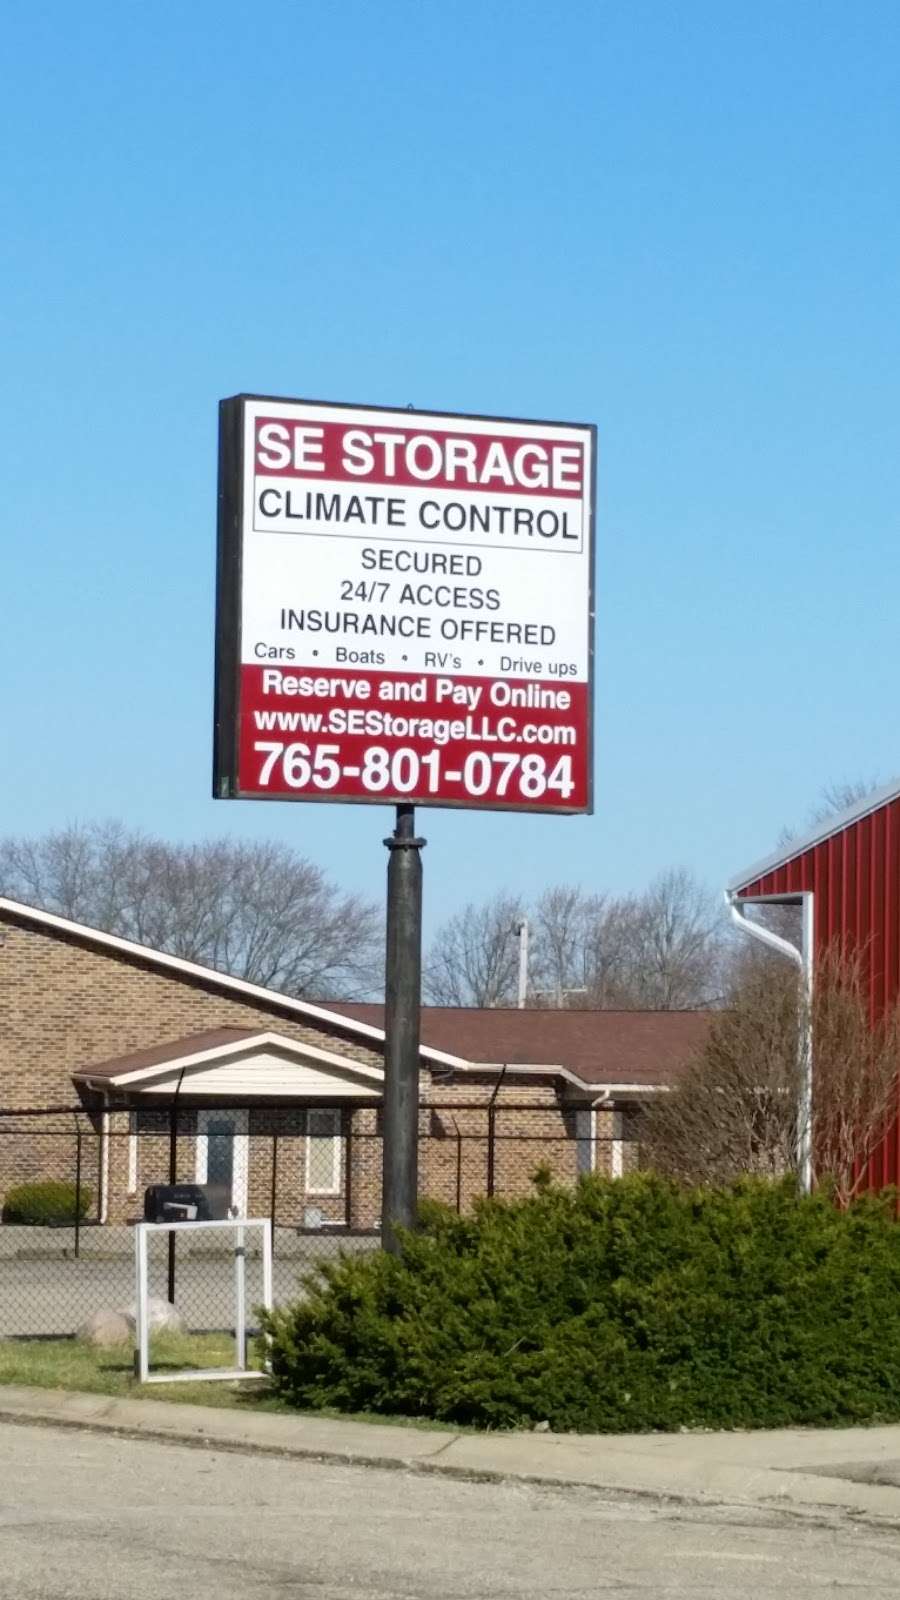 SE STORAGE
CLIMATE CONTROL
SECURED
24/7 ACCESS
INSURANCE OFFERED
Cars • Boats • RV's • Drive ups
Reserve and Pay Online
www.SEStorageLLC.com
765-801-0784